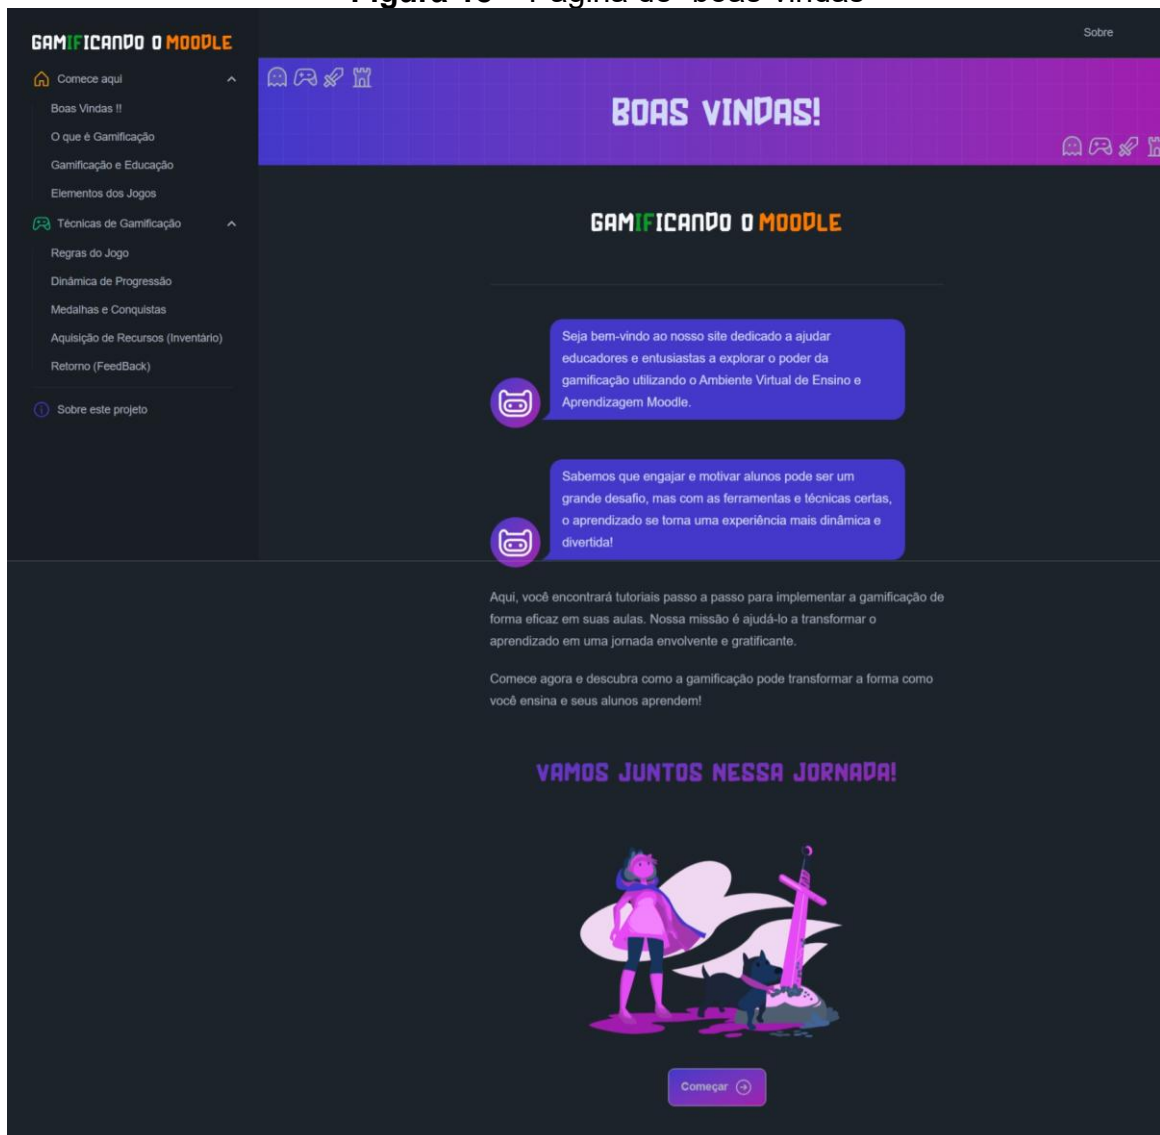 Página de "boas vindas"
Sobre
GAMIFICANDO O MOODLE
Comece aqui
Boas Vindas !!
O que é Gamificação
Gamificação e Educação
Elementos dos Jogos
Técnicas de Gamificação
Regras do Jogo
Dinâmica de Progressão
Medalhas e Conquistas
Aquisição de Recursos (Inventário)
Retorno (FeedBack)
Sobre este projeto
BOAS VINDAS!
GAMIFICANDO O MOODLE
Seja bem-vindo ao nosso site dedicado a ajudar
educadores e entusiastas a explorar o poder da
gamificação utilizando o Ambiente Virtual de Ensino e
Aprendizagem Moodle.
Sabemos que engajar e motivar alunos pode ser um
grande desafio, mas com as ferramentas e técnicas certas,
o aprendizado se torna uma experiência mais dinâmica e
divertida!
Aqui, você encontrará tutoriais passo a passo para implementar a gamificação de
forma eficaz em suas aulas. Nossa missão é ajudá-lo a transformar o
aprendizado em uma jornada envolvente e gratificante.
Comece agora e descubra como a gamificação pode transformar a forma como
você ensina e seus alunos aprendem!
VAMOS JUNTOS NESSA JORNADA!
Começar